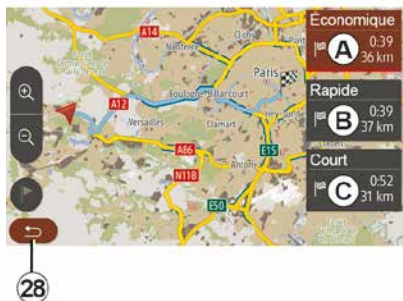 Économique
A
0:39
36 km
Rapide
B
0:39
37 km
Court
C
0:52
31 km
A14
Clichy
Nanterre
Paris
Boulogne-Billancourt
A12
Versailles
Clamart
A86
E15
Antony
N118
E50
28